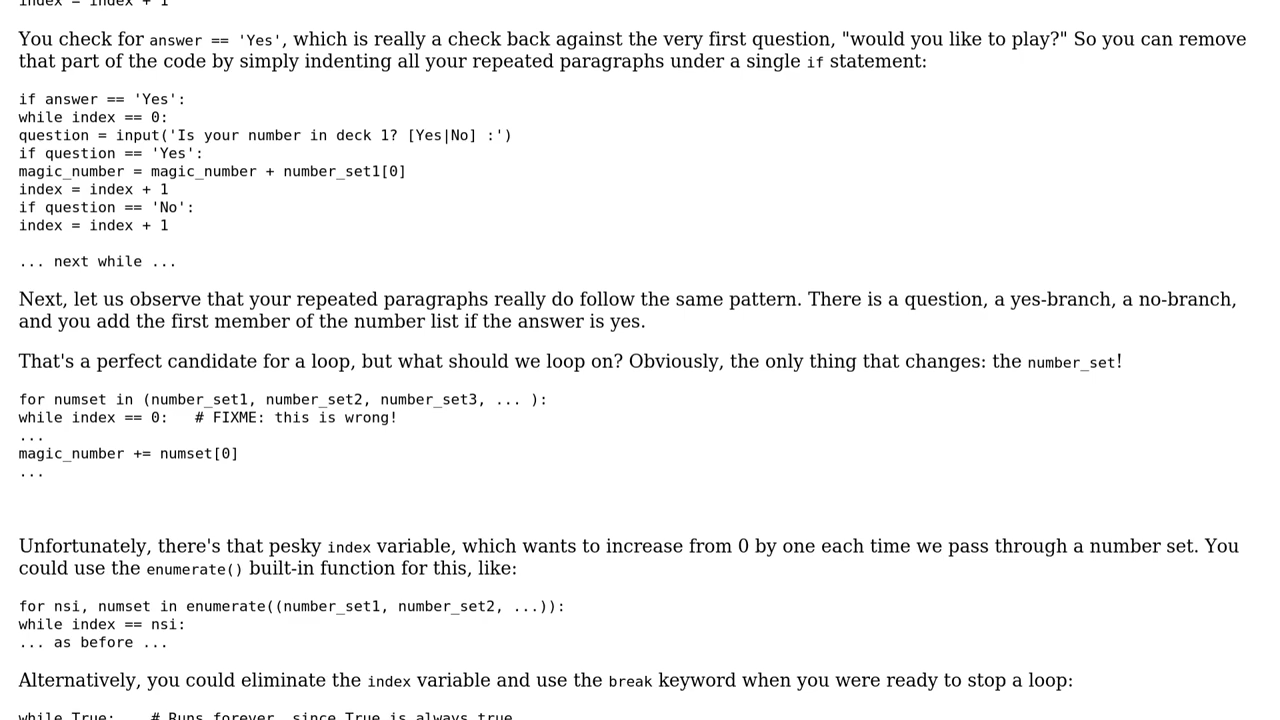 index = index + 1
You check for answer == 'Yes', which is really a check back against the very first question, "would you like to play?" So you can remove
that part of the code by simply indenting all your repeated paragraphs under a single if statement:
if answer == 'Yes':
while index == 0:
question = input('Is your number in deck 1? [Yes|No] :')
if question == 'Yes':
magic_number = magic_number + number_set1[0]
index = index + 1
if question == 'No':
index = index + 1
... next while ...
Next, let us observe that your repeated paragraphs really do follow the same pattern. There is a question, a yes-branch, a no-branch,
and you add the first member of the number list if the answer is yes.
That's a perfect candidate for a loop, but what should we loop on? Obviously, the only thing that changes: the number_set!
for numset in (number_set1, number_set2, number_set3, ... ):
while index == 0:   # FIXME: this is wrong!
...
magic_number += numset[0]
...
Unfortunately, there's that pesky index variable, which wants to increase from 0 by one each time we pass through a number set. You
could use the enumerate() built-in function for this, like:
for nsi, numset in enumerate((number_set1, number_set2, ...)):
while index == nsi:
... as before ...
Alternatively, you could eliminate the index variable and use the break keyword when you were ready to stop a loop:
while True:    # Runs forever, since True is always true